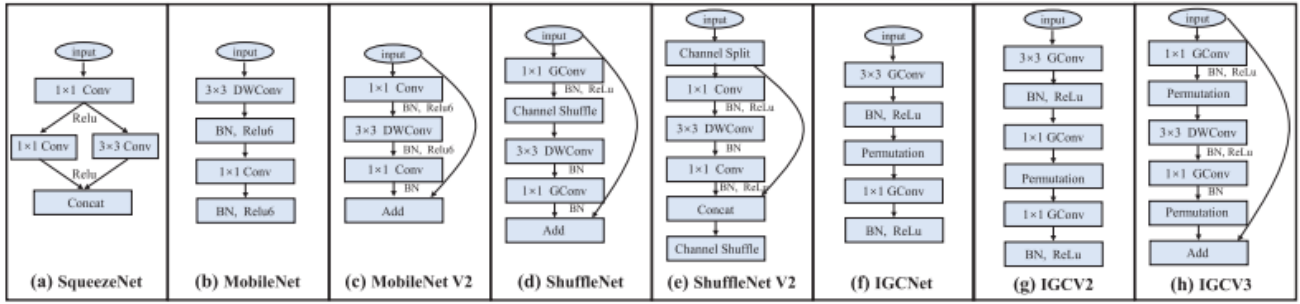 input
1×1 Conv
Relu
1×1 Conv
3×3 Conv
Relu
Concat
(a) SqueezeNet
input
3×3 DWConv
BN, Relu6
1×1 Conv
BN, Relu6
(b) MobileNet
input
1×1 Conv
BN, Relu6
3×3 DWConv
BN, Relu6
1×1 Conv
BN
Add
(c) MobileNet V2
input
1×1 GConv
BN, ReLu
Channel Shuffle
3×3 DWConv
BN
1×1 GConv
BN
Add
(d) ShuffleNet
input
Channel Split
1×1 Conv
BN, ReLu
3×3 DWConv
BN
1×1 Conv
BN, ReLu
Concat
Channel Shuffle
(e) ShuffleNet V2
input
3×3 GConv
BN, ReLu
Permutation
1×1 GConv
BN, ReLu
(f) IGCNet
input
3×3 GConv
BN, ReLu
1×1 GConv
Permutation
1×1 GConv
BN, ReLu
(g) IGCV2
input
1×1 GConv
BN, ReLu
Permutation
3×3 DWConv
BN, ReLu
1×1 GConv
BN
Permutation
Add
(h) IGCV3